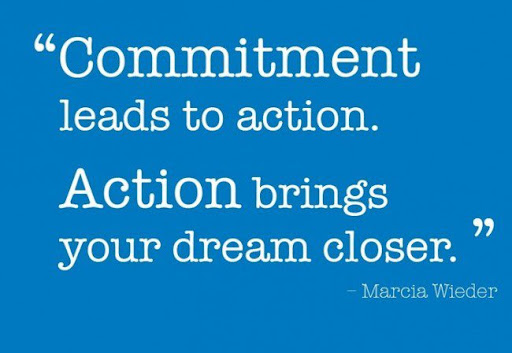 “Commitment
leads to action.
Action brings
your dream closer.”
– Marcia Wieder